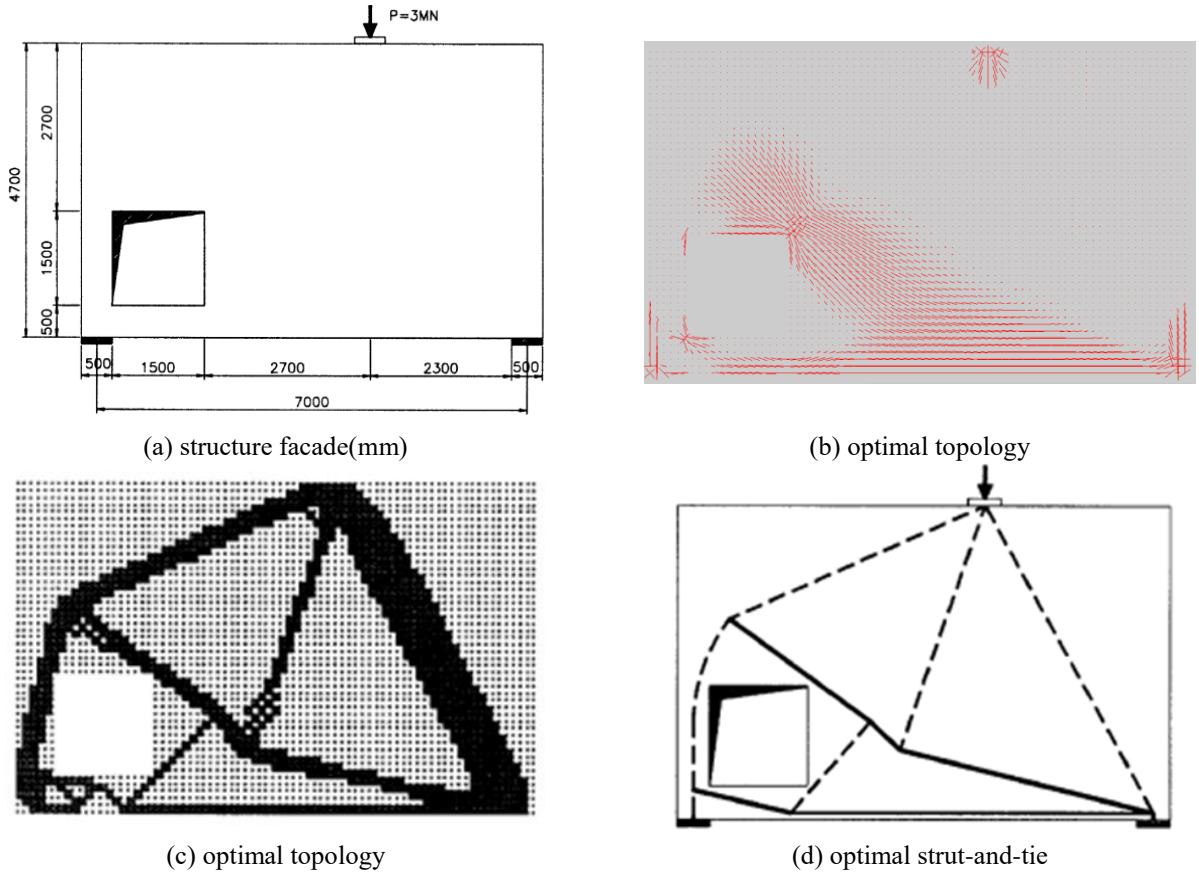 P=3MN
2700
4700
1500
500
500 1500 2700 2300 500
7000
(a) structure facade(mm)
(b) optimal topology
(c) optimal topology
(d) optimal strut-and-tie